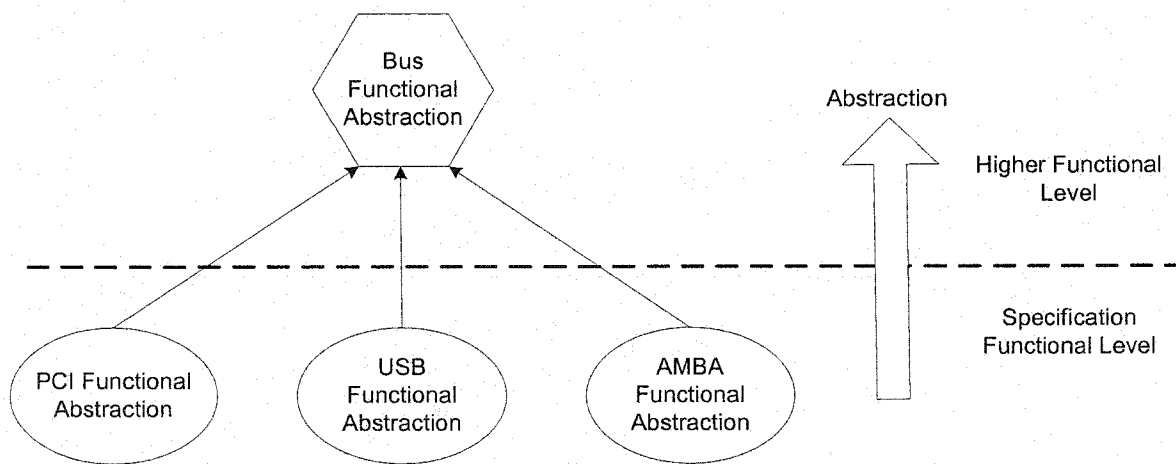 Bus
Functional
Abstraction
Abstraction
Higher Functional
Level
Specification
Functional Level
PCI Functional
Abstraction
USB
Functional
Abstraction
AMBA
Functional
Abstraction